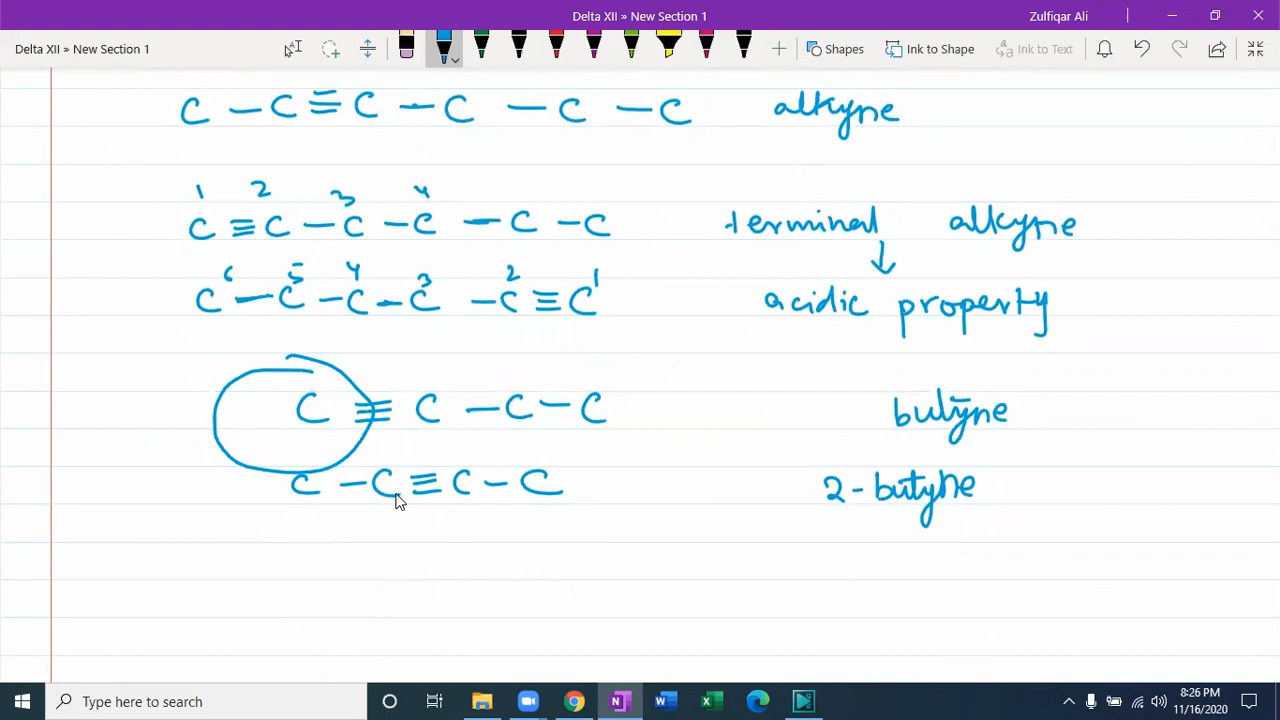 Delta XII » New Section 1
Zulfiqar Ali
Delta XII » New Section 1
Shapes
Ink to Shape
Ink to Text
C — C ≡ C — C — C — C alkyne
1 2 3 4
C ≡ C — C — C — C — C terminal alkyne
↓
6 5 4 3 2 1
C — C — C — C — C ≡ C acidic property
C ≡ C — C — C butyne
C — C ≡ C — C 2-butyne
Type here to search
8:26 PM
11/16/2020